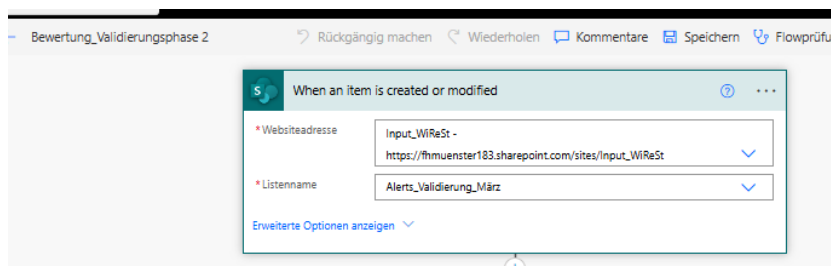 Bewertung_Validierungsphase 2
Rückgängig machen
Wiederholen
Kommentare
Speichern
Flowprüfu
S
When an item is created or modified
* Websiteadresse
Input_WiReSt -
https://fhmuenster183.sharepoint.com/sites/Input_WiReSt
* Listenname
Alerts_Validierung_März
Erweiterte Optionen anzeigen